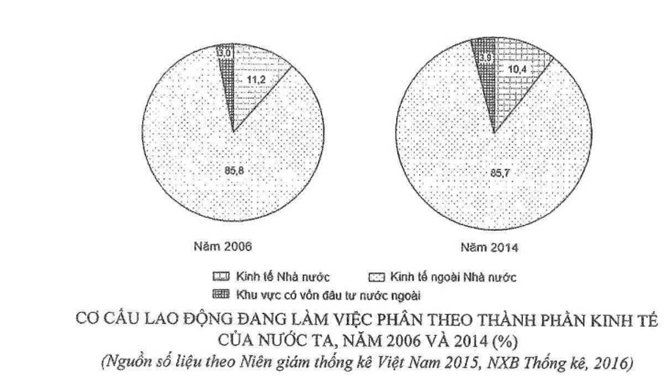 3,0
11,2
85,8
3,9
10,4
85,7
Năm 2006
Năm 2014
Kinh tế Nhà nước
Kinh tế ngoài Nhà nước
Khu vực có vốn đầu tư nước ngoài
CƠ CẤU LAO ĐỘNG ĐANG LÀM VIỆC PHÂN THEO THÀNH PHẦN KINH TẾ
CỦA NƯỚC TA, NĂM 2006 VÀ 2014 (%)
(Nguồn số liệu theo Niên giám thống kê Việt Nam 2015, NXB Thống kê, 2016)